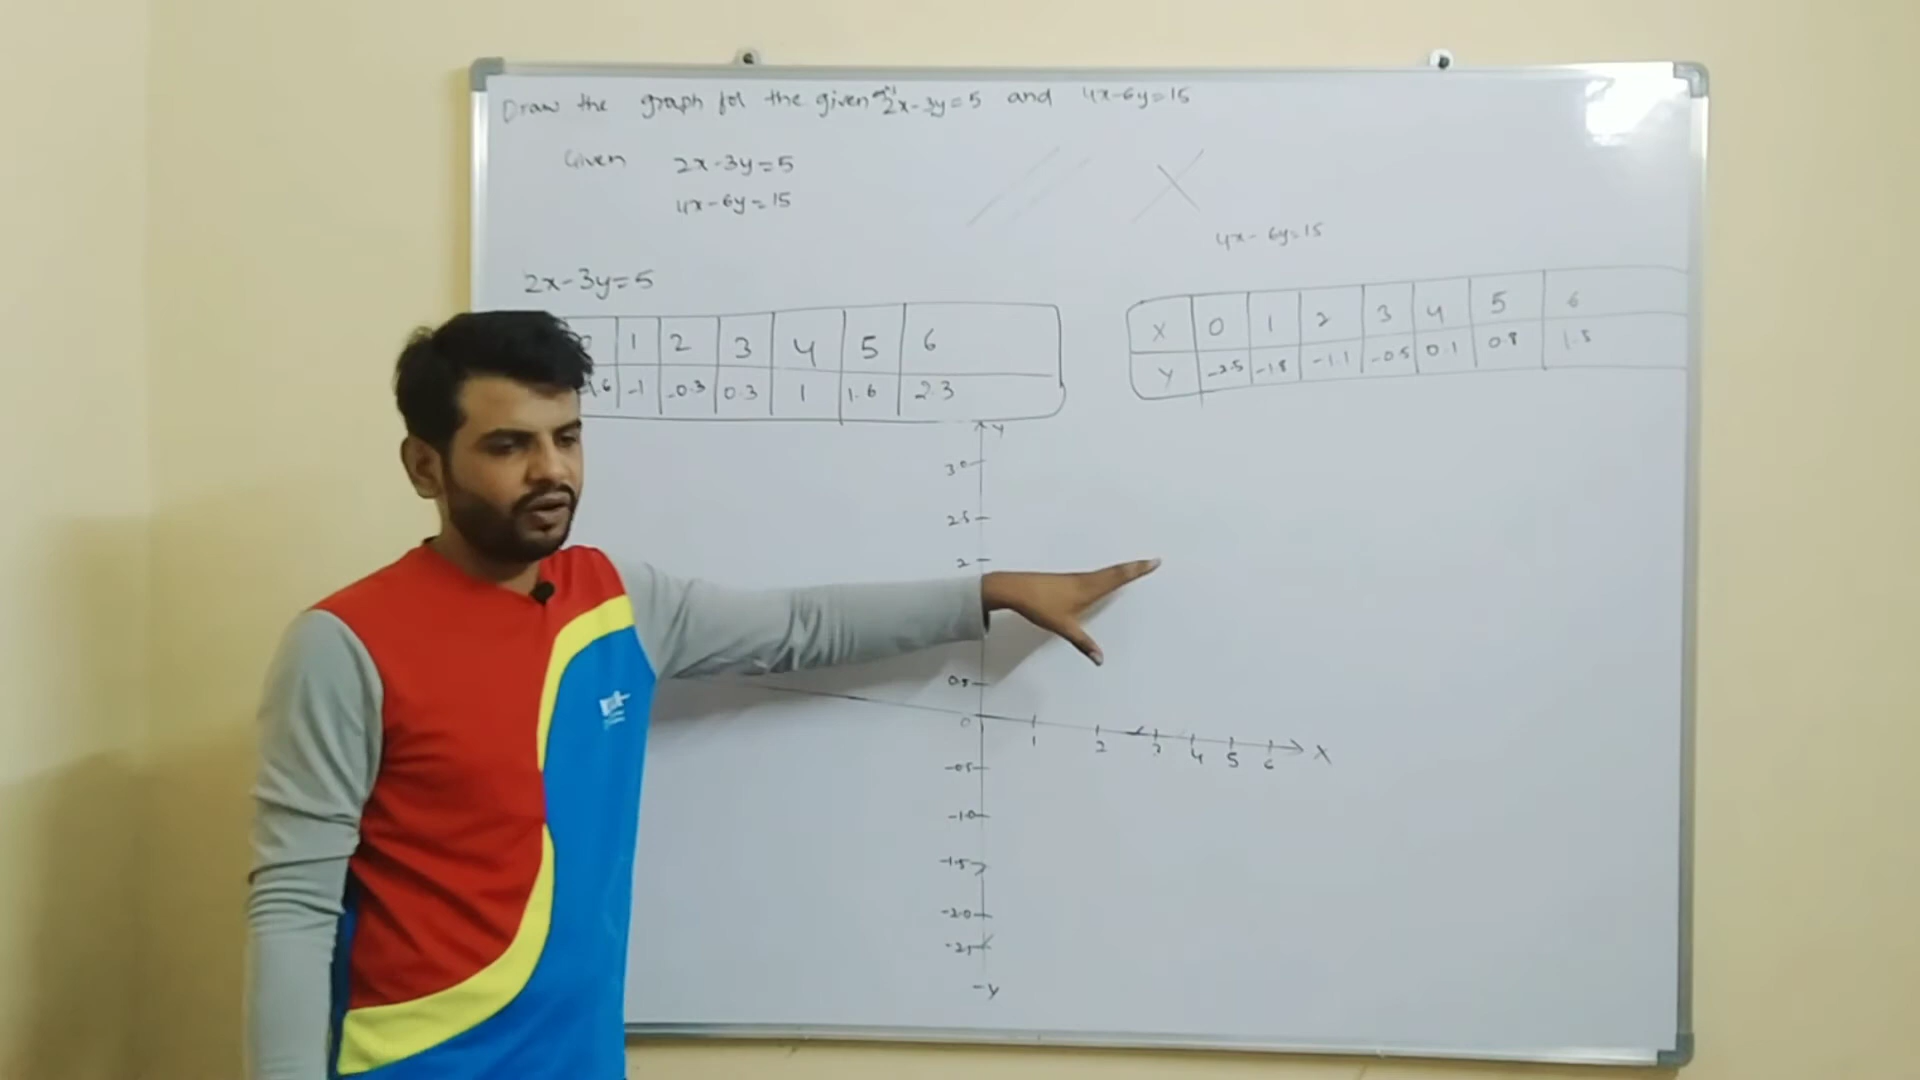 Draw the graph for the given 2x-3y=5 and 4x-6y=15
Given 2x-3y=5
4x-6y=15
2x-3y=5
0 1 2 3 4 5 6
-1.6 -1 -0.3 0.3 1 1.6 2.3
4x-6y=15
X 0 1 2 3 4 5 6
Y -2.5 -1.8 -1.1 -0.5 0.1 0.8 1.5
Y
3.0
2.5
2
0.5
0
1 2 3 4 5 6 X
-0.5
-1.0
-1.5
-2.0
-2.5
-Y